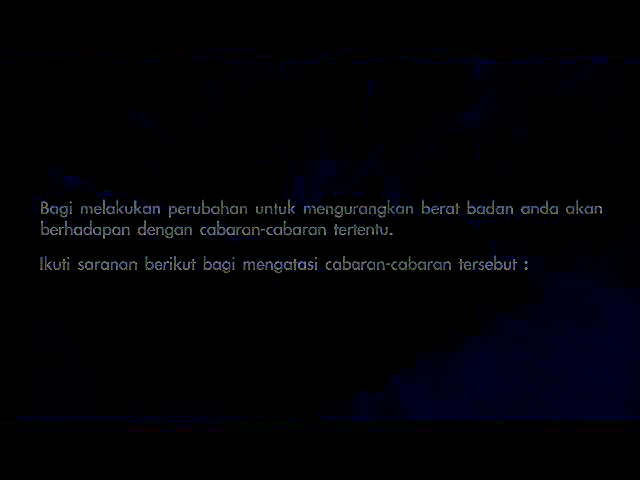 Bagi melakukan perubahan untuk mengurangkan berat badan anda akan
berhadapan dengan cabaran-cabaran tertentu.
Ikuti saranan berikut bagi mengatasi cabaran-cabaran tersebut :